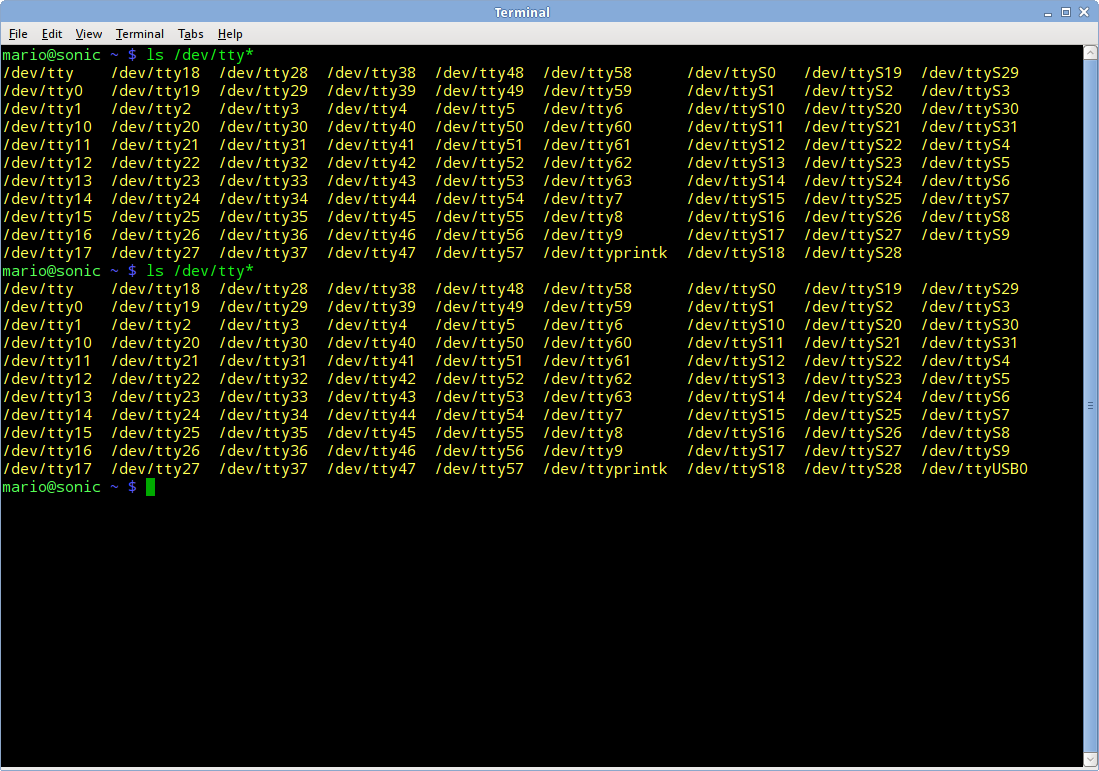 Terminal
File Edit View Terminal Tabs Help
mario@sonic ~ $ ls /dev/tty*
/dev/tty /dev/tty18 /dev/tty28 /dev/tty38 /dev/tty48 /dev/tty58 /dev/ttyS0 /dev/ttyS19 /dev/ttyS29
/dev/tty0 /dev/tty19 /dev/tty29 /dev/tty39 /dev/tty49 /dev/tty59 /dev/ttyS1 /dev/ttyS2 /dev/ttyS3
/dev/tty1 /dev/tty2 /dev/tty3 /dev/tty4 /dev/tty5 /dev/tty6 /dev/ttyS10 /dev/ttyS20 /dev/ttyS30
/dev/tty10 /dev/tty20 /dev/tty30 /dev/tty40 /dev/tty50 /dev/tty60 /dev/ttyS11 /dev/ttyS21 /dev/ttyS31
/dev/tty11 /dev/tty21 /dev/tty31 /dev/tty41 /dev/tty51 /dev/tty61 /dev/ttyS12 /dev/ttyS22 /dev/ttyS4
/dev/tty12 /dev/tty22 /dev/tty32 /dev/tty42 /dev/tty52 /dev/tty62 /dev/ttyS13 /dev/ttyS23 /dev/ttyS5
/dev/tty13 /dev/tty23 /dev/tty33 /dev/tty43 /dev/tty53 /dev/tty63 /dev/ttyS14 /dev/ttyS24 /dev/ttyS6
/dev/tty14 /dev/tty24 /dev/tty34 /dev/tty44 /dev/tty54 /dev/tty7 /dev/ttyS15 /dev/ttyS25 /dev/ttyS7
/dev/tty15 /dev/tty25 /dev/tty35 /dev/tty45 /dev/tty55 /dev/tty8 /dev/ttyS16 /dev/ttyS26 /dev/ttyS8
/dev/tty16 /dev/tty26 /dev/tty36 /dev/tty46 /dev/tty56 /dev/tty9 /dev/ttyS17 /dev/ttyS27 /dev/ttyS9
/dev/tty17 /dev/tty27 /dev/tty37 /dev/tty47 /dev/tty57 /dev/ttyprintk /dev/ttyS18 /dev/ttyS28
mario@sonic ~ $ ls /dev/tty*
/dev/tty /dev/tty18 /dev/tty28 /dev/tty38 /dev/tty48 /dev/tty58 /dev/ttyS0 /dev/ttyS19 /dev/ttyS29
/dev/tty0 /dev/tty19 /dev/tty29 /dev/tty39 /dev/tty49 /dev/tty59 /dev/ttyS1 /dev/ttyS2 /dev/ttyS3
/dev/tty1 /dev/tty2 /dev/tty3 /dev/tty4 /dev/tty5 /dev/tty6 /dev/ttyS10 /dev/ttyS20 /dev/ttyS30
/dev/tty10 /dev/tty20 /dev/tty30 /dev/tty40 /dev/tty50 /dev/tty60 /dev/ttyS11 /dev/ttyS21 /dev/ttyS31
/dev/tty11 /dev/tty21 /dev/tty31 /dev/tty41 /dev/tty51 /dev/tty61 /dev/ttyS12 /dev/ttyS22 /dev/ttyS4
/dev/tty12 /dev/tty22 /dev/tty32 /dev/tty42 /dev/tty52 /dev/tty62 /dev/ttyS13 /dev/ttyS23 /dev/ttyS5
/dev/tty13 /dev/tty23 /dev/tty33 /dev/tty43 /dev/tty53 /dev/tty63 /dev/ttyS14 /dev/ttyS24 /dev/ttyS6
/dev/tty14 /dev/tty24 /dev/tty34 /dev/tty44 /dev/tty54 /dev/tty7 /dev/ttyS15 /dev/ttyS25 /dev/ttyS7
/dev/tty15 /dev/tty25 /dev/tty35 /dev/tty45 /dev/tty55 /dev/tty8 /dev/ttyS16 /dev/ttyS26 /dev/ttyS8
/dev/tty16 /dev/tty26 /dev/tty36 /dev/tty46 /dev/tty56 /dev/tty9 /dev/ttyS17 /dev/ttyS27 /dev/ttyS9
/dev/tty17 /dev/tty27 /dev/tty37 /dev/tty47 /dev/tty57 /dev/ttyprintk /dev/ttyS18 /dev/ttyS28 /dev/ttyUSB0
mario@sonic ~ $